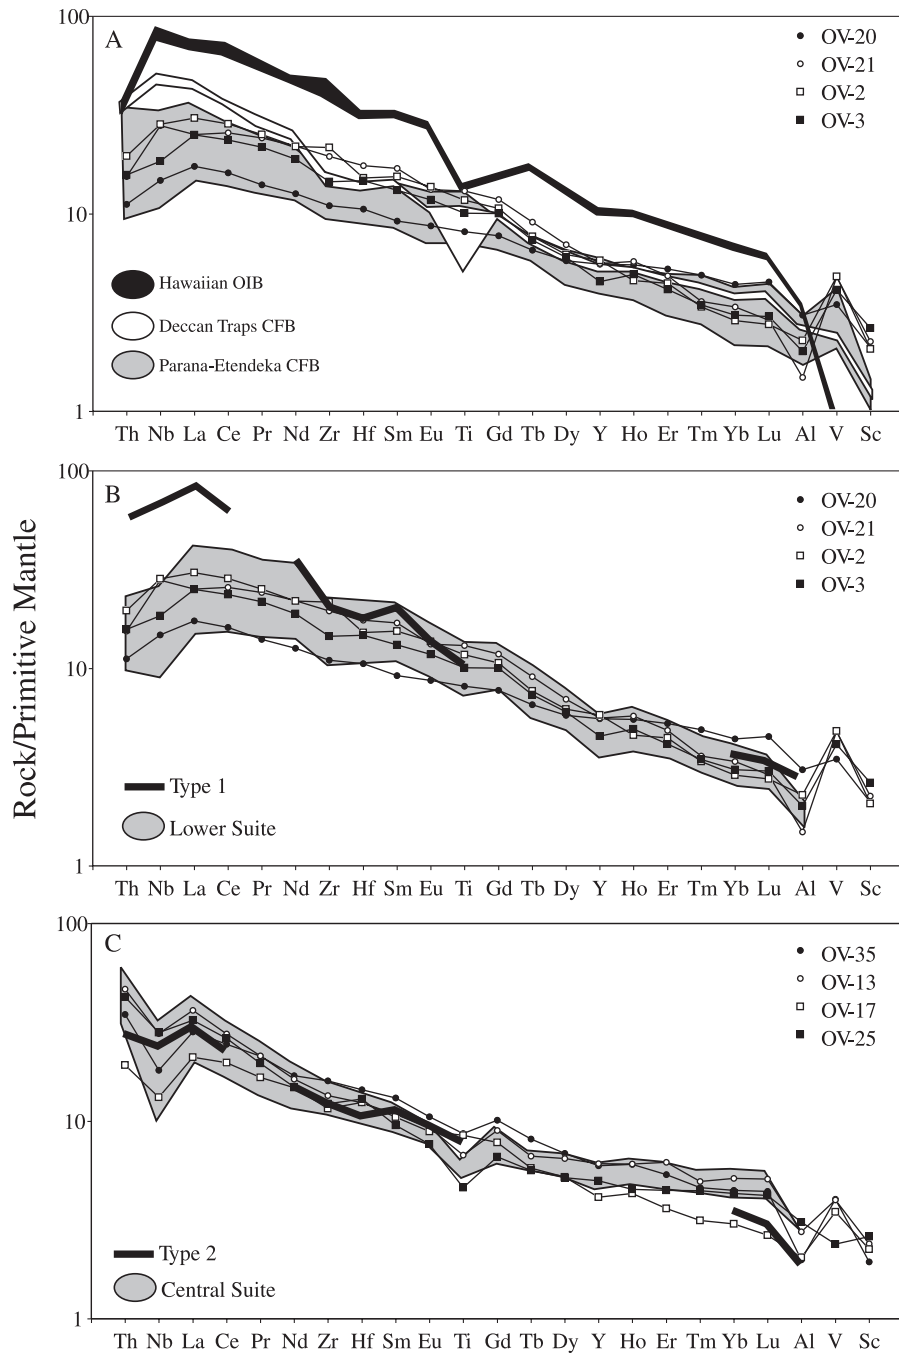 Rock/Primitive Mantle
100
A
OV-20
OV-21
OV-2
OV-3
10
Hawaiian OIB
Deccan Traps CFB
Parana-Etendeka CFB
1
Th Nb La Ce Pr Nd Zr Hf Sm Eu Ti Gd Tb Dy Y Ho Er Tm Yb Lu Al V Sc
100
B
OV-20
OV-21
OV-2
OV-3
10
Type 1
Lower Suite
1
Th Nb La Ce Pr Nd Zr Hf Sm Eu Ti Gd Tb Dy Y Ho Er Tm Yb Lu Al V Sc
100
C
OV-35
OV-13
OV-17
OV-25
10
Type 2
Central Suite
1
Th Nb La Ce Pr Nd Zr Hf Sm Eu Ti Gd Tb Dy Y Ho Er Tm Yb Lu Al V Sc